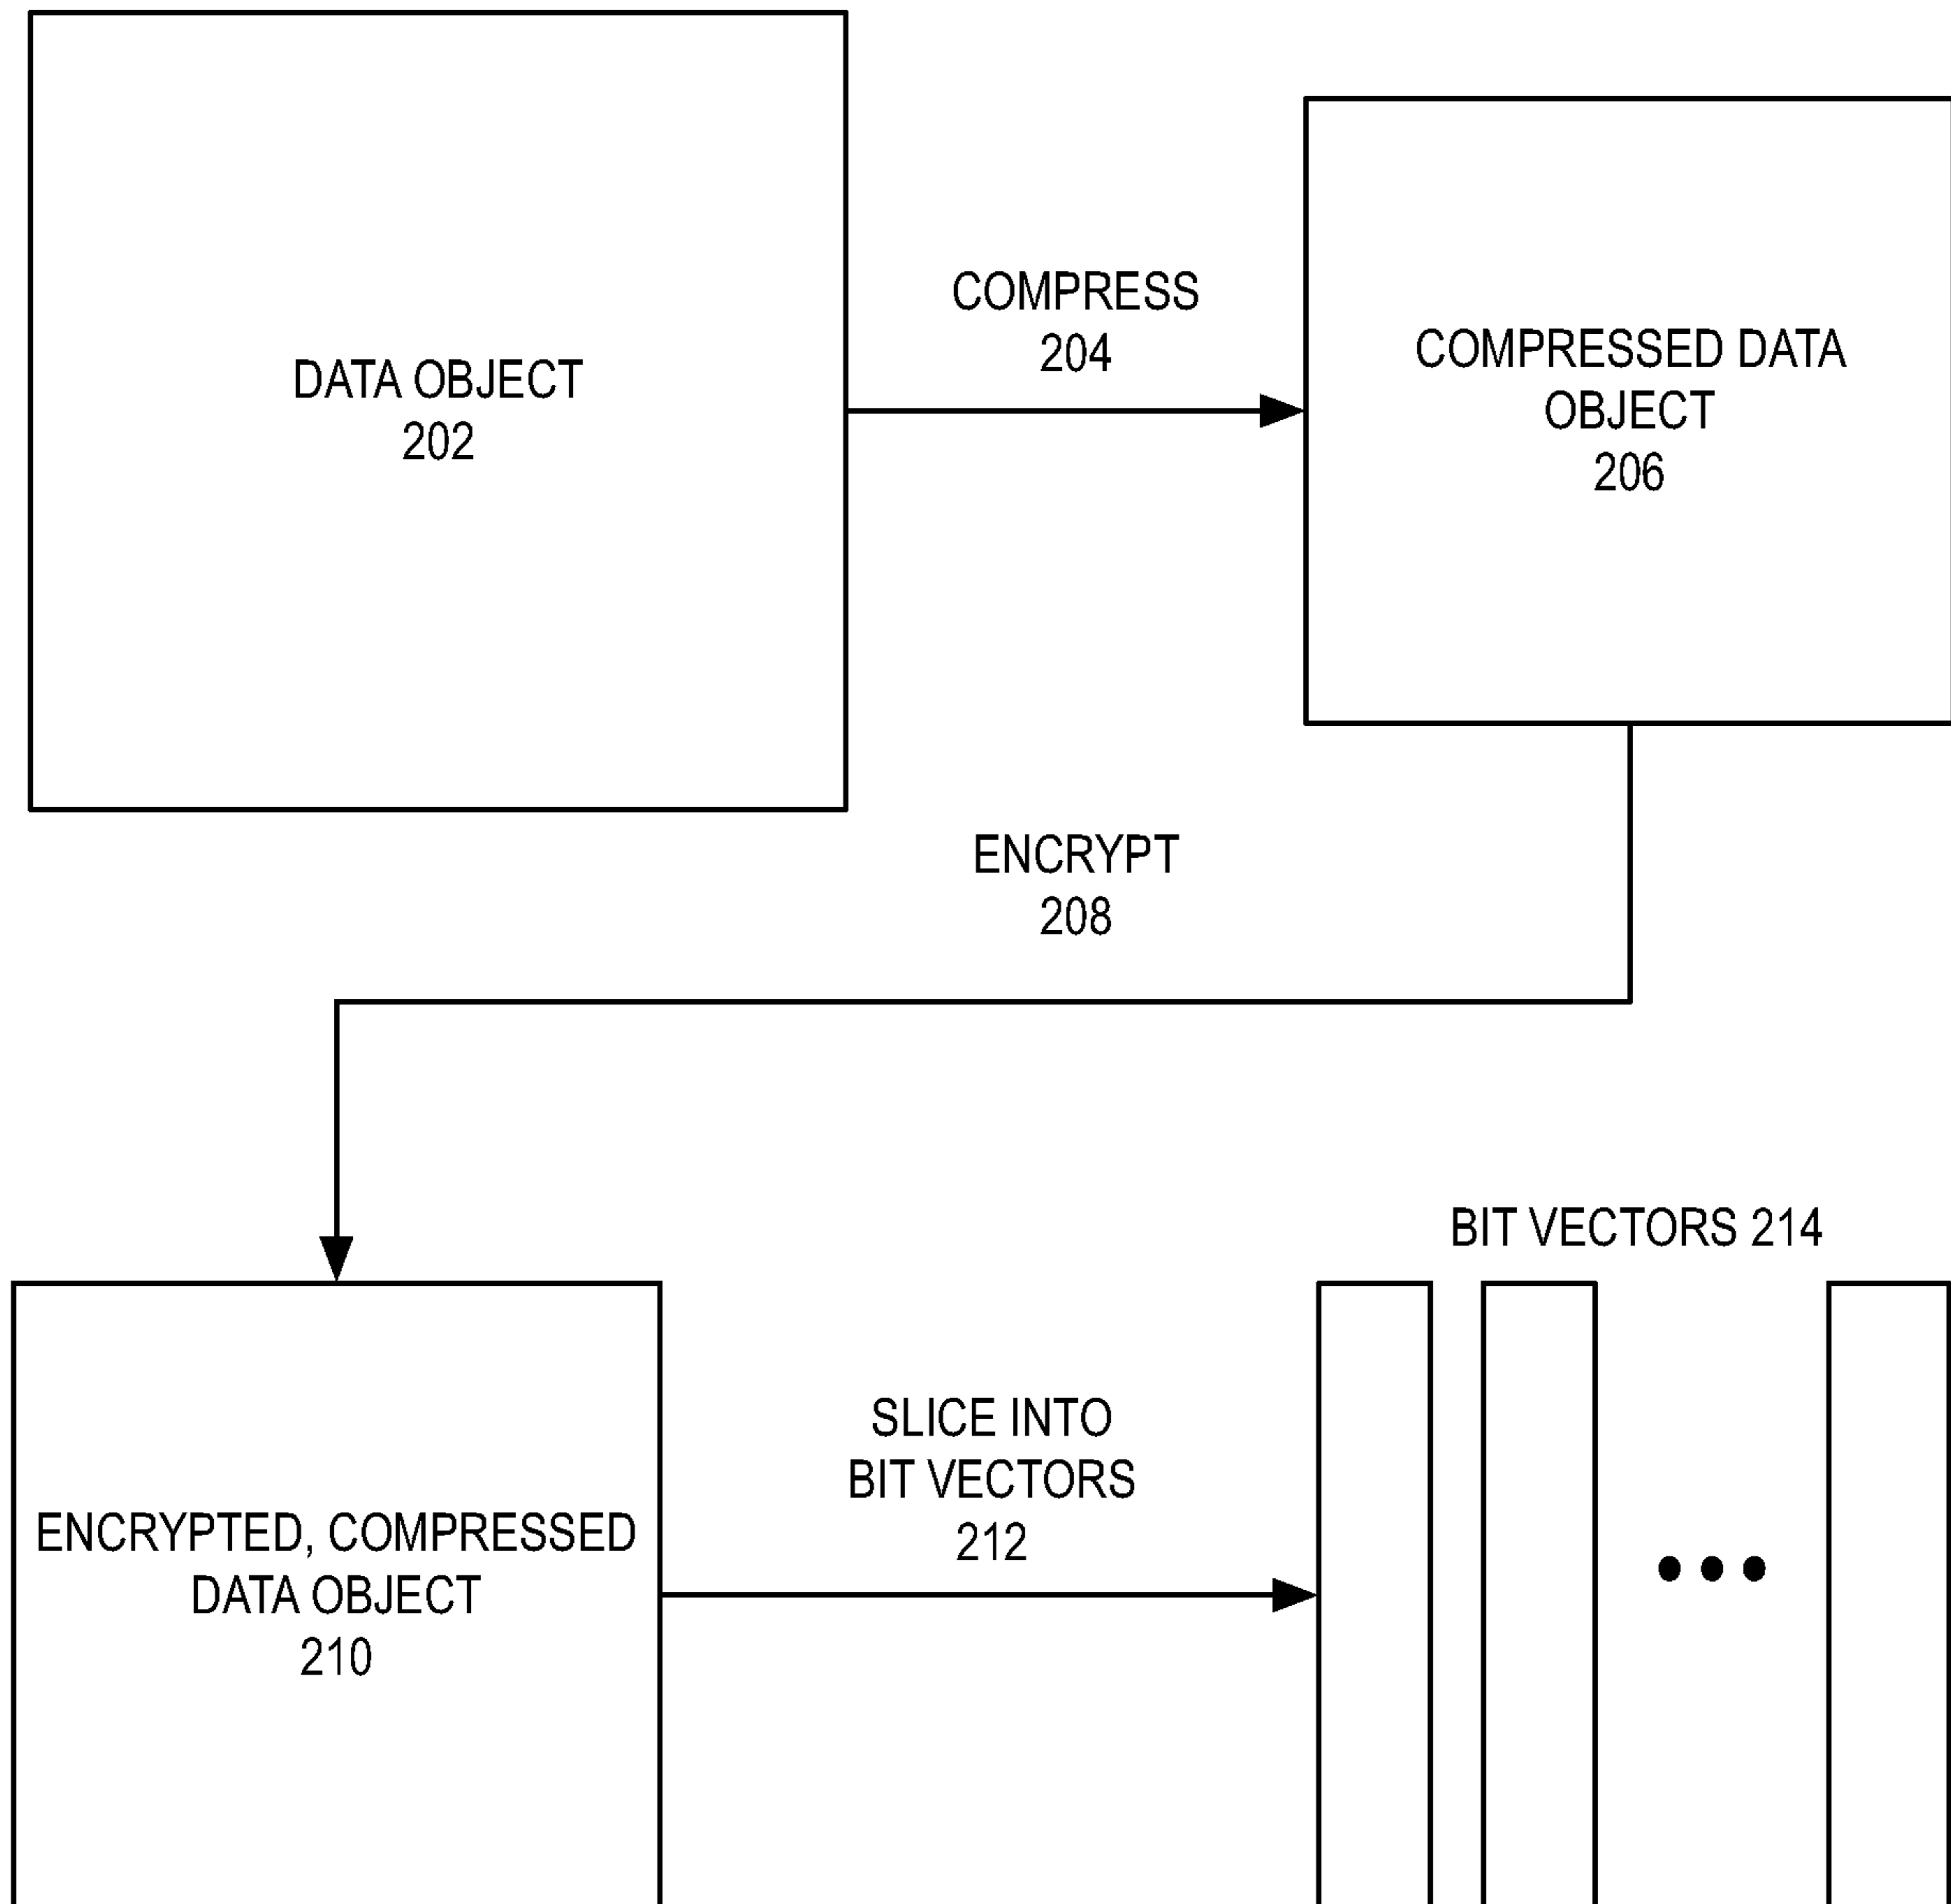 DATA OBJECT
202
COMPRESS
204
COMPRESSED DATA
OBJECT
206
ENCRYPT
208
ENCRYPTED, COMPRESSED
DATA OBJECT
210
SLICE INTO
BIT VECTORS
212
BIT VECTORS 214